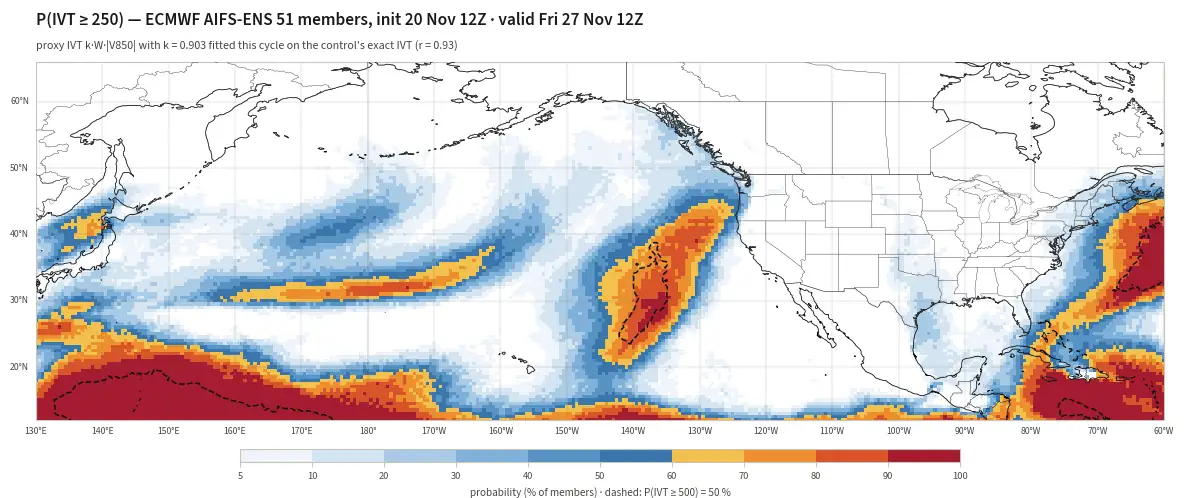 P(IVT ≥ 250) — ECMWF AIFS-ENS 51 members, init 20 Nov 12Z · valid Fri 27 Nov 12Z
proxy IVT k·W·|V850| with k = 0.903 fitted this cycle on the control's exact IVT (r = 0.93)
60°N
50°N
40°N
30°N
20°N
130°E 140°E 150°E 160°E 170°E 180° 170°W 160°W 150°W 140°W 130°W 120°W 110°W 100°W 90°W 80°W 70°W 60°W
5 10 20 30 40 50 60 70 80 90 100
probability (% of members) · dashed: P(IVT ≥ 500) = 50 %